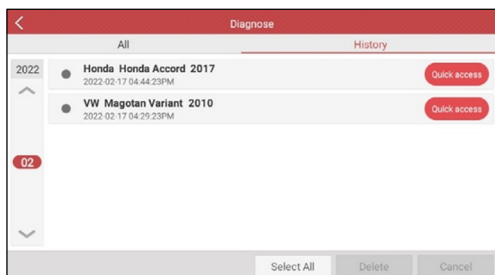 Diagnose
All
History
2022
02
Honda Honda Accord 2017
2022-02-17 04:44:23PM
Quick access
VW Magotan Variant 2010
2022-02-17 04:29:23PM
Quick access
Select All
Delete
Cancel